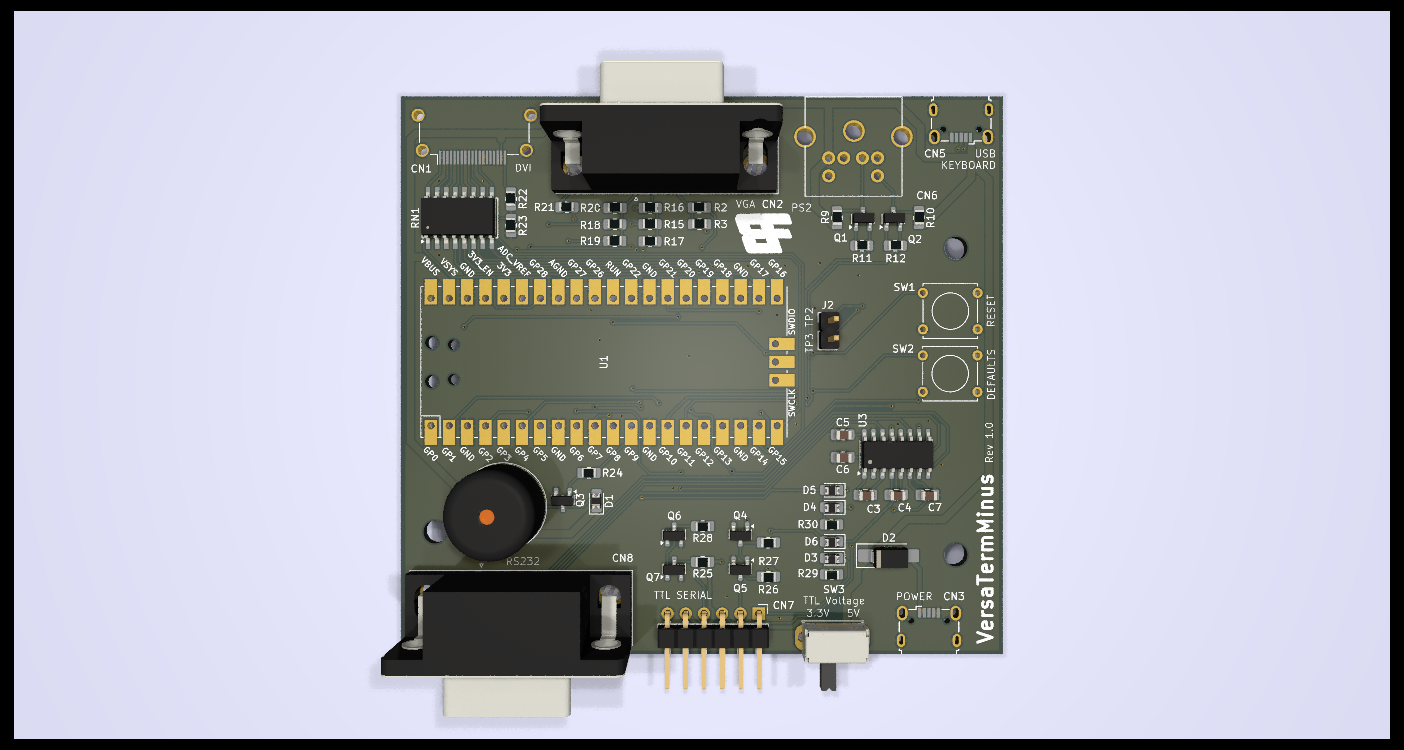 CN1
DVI
CN5
USB
KEYBOARD
RN1
R22
R23
R21
R20
R16
R2
R18
R15
R3
R19
R17
VGA
CN2
PS2
CN6
R9
R10
Q1
Q2
R11
R12
VBUS
VSYS
GND
3V3_EN
3V3
ADC_VREF
GP28
AGND
GP27
GP26
RUN
GP22
GND
GP21
GP20
GP19
GP18
GND
GP17
GP16
SW1
RESET
J2
TP3 TP2
SWDIO
U1
SW2
DEFAULTS
SWCLK
GP0
GP1
GND
GP2
GP3
GP4
GP5
GND
GP6
GP7
GP8
GP9
GND
GP10
GP11
GP12
GP13
GND
GP14
GP15
C5
U3
Rev 1.0
C6
R24
Q3
D1
D5
D4
C3
C4
C7
Q6
Q4
R28
R30
D6
D2
R27
D3
R29
Q7
R25
Q5
R26
RS232
CN8
TTL SERIAL
CN7
SW3
TTL Voltage
3.3V 5V
POWER
CN3
VersaTermMinus